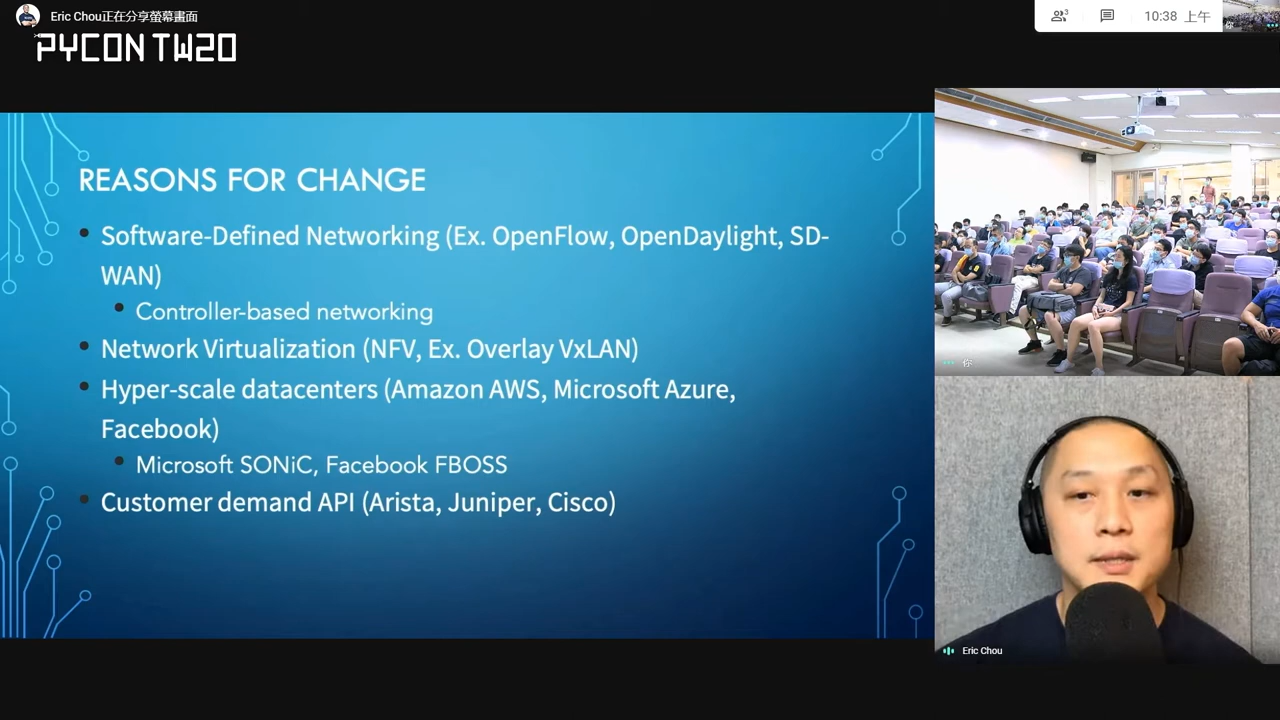 Eric Chou正在分享螢幕畫面
PYCON TW20
3
10:38 上午
你
REASONS FOR CHANGE
• Software-Defined Networking (Ex. OpenFlow, OpenDaylight, SD-
WAN)
• Controller-based networking
• Network Virtualization (NFV, Ex. Overlay VxLAN)
• Hyper-scale datacenters (Amazon AWS, Microsoft Azure,
Facebook)
• Microsoft SONiC, Facebook FBOSS
• Customer demand API (Arista, Juniper, Cisco)
你
Eric Chou